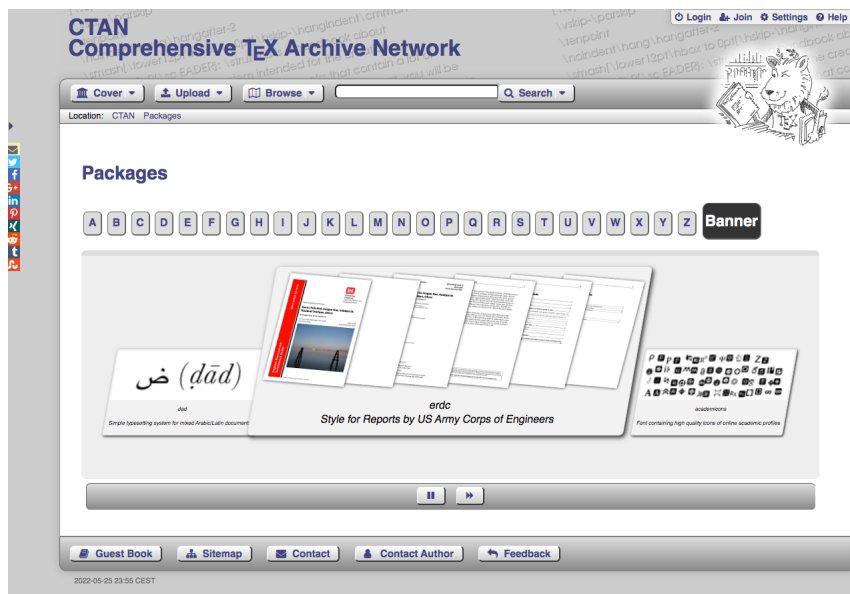 Login Join Settings Help
CTAN
Comprehensive TEX Archive Network
Cover Upload Browse Search
Location: CTAN Packages
Packages
A B C D E F G H I J K L M N O P Q R S T U V W X Y Z Banner
ض (ḍād)
dad
Simple typesetting system for mixed Arabic/Latin document
erdc
Style for Reports by US Army Corps of Engineers
academicons
Font containing high quality icons of online academic profiles
Guest Book Sitemap Contact Contact Author Feedback
2022-05-25 23:55 CEST